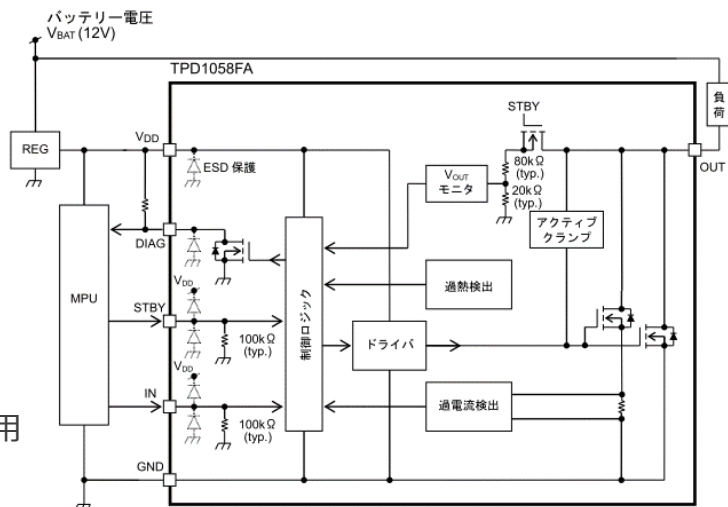 バッテリー電圧
VBAT (12V)
TPD1058FA
負荷
STBY
REG
VDD
ESD 保護
OUT
80kΩ
(typ.)
20kΩ
(typ.)
VOUT
モニタ
アクティブ
クランプ
DIAG
MPU
VDD
STBY
100kΩ
(typ.)
制御ロジック
過熱検出
ドライバ
VDD
IN
100kΩ
(typ.)
過電流検出
用
GND